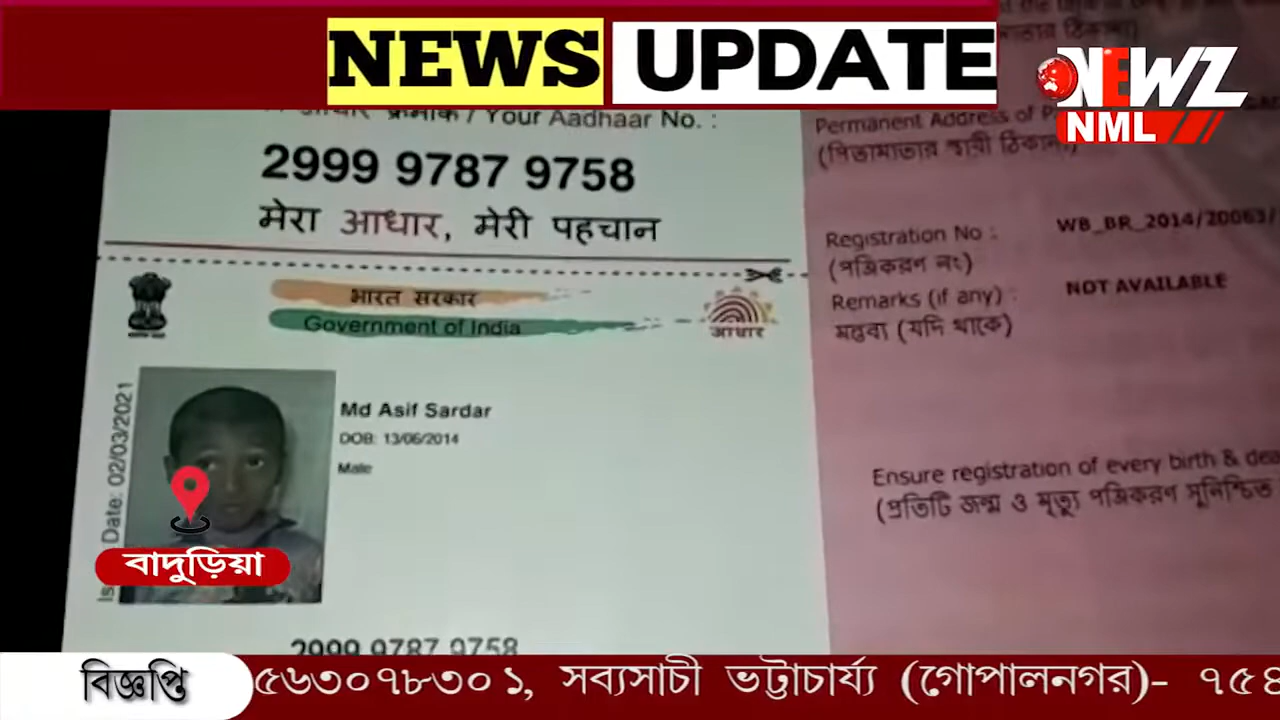 NEWS UPDATE
NEWZ
NML
आधार क्रमांक / Your Aadhaar No. :
2999 9787 9758
मेरा आधार, मेरी पहचान
भारत सरकार
Government of India
आधार
Md Asif Sardar
DOB: 13/06/2014
Male
Date: 02/03/2021
2999 9787 9758
Permanent Address of
(পিতামাতার স্থায়ী ঠিকানা)
Registration No : WB_BR_2014/20063/
(পঞ্জিকরণ নং)
Remarks (if any) : NOT AVAILABLE
মন্তব্য (যদি থাকে)
Ensure registration of every birth &
(প্রতিটি জন্ম ও মৃত্যু পঞ্জিকরণ সুনিশ্চিত
বাদুড়িয়া
বিজ্ঞপ্তি
৫৬৩০৭৮৩০১, সব্যসাচী ভট্টাচার্য্য (গোপালনগর)- ৭৫৪